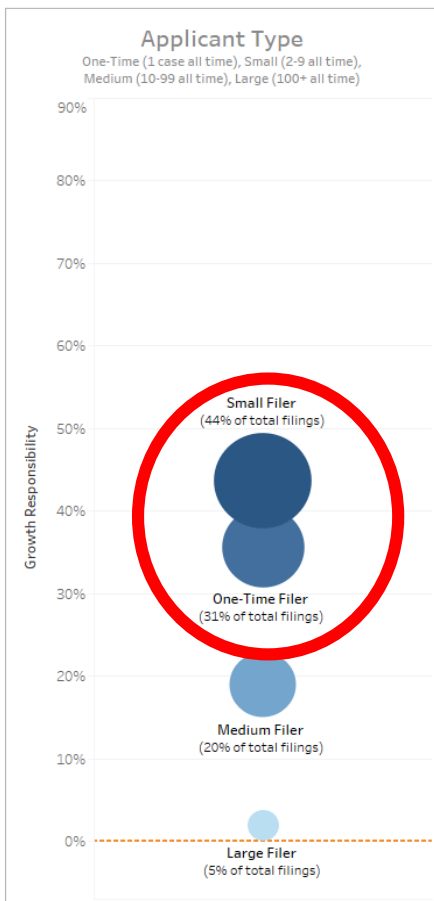 Applicant Type
One-Time (1 case all time), Small (2-9 all time),
Medium (10-99 all time), Large (100+ all time)
90%
80%
70%
60%
50%
40%
30%
20%
10%
0%
Growth Responsibility
Small Filer
(44% of total filings)
One-Time Filer
(31% of total filings)
Medium Filer
(20% of total filings)
Large Filer
(5% of total filings)